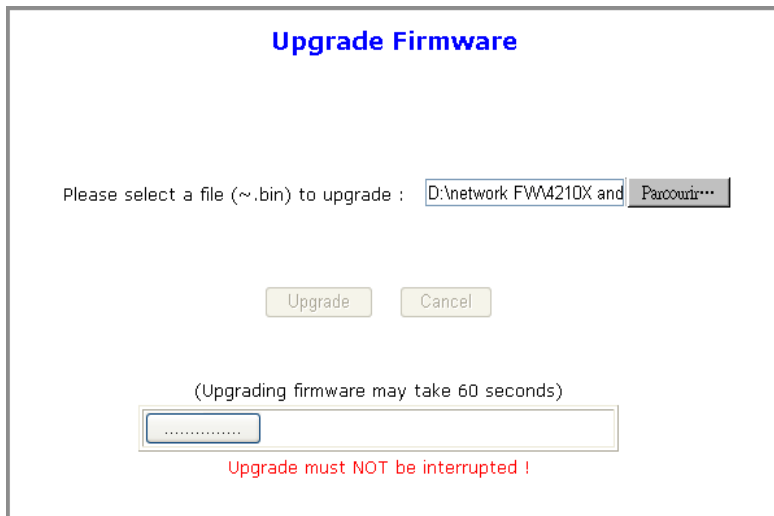 Upgrade Firmware
Please select a file (~.bin) to upgrade : D:\network FW\4210X and Parcourir...
Upgrade Cancel
(Upgrading firmware may take 60 seconds)
...............
Upgrade must NOT be interrupted !